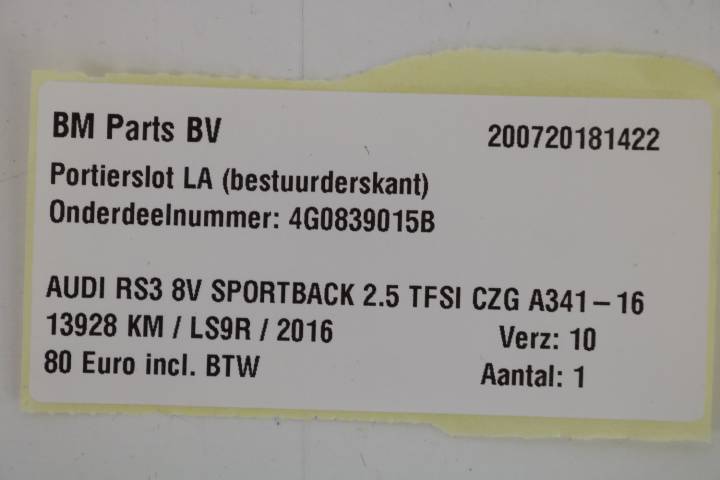 BM Parts BV 200720181422
Portierslot LA (bestuurderskant)
Onderdeelnummer: 4G0839015B
AUDI RS3 8V SPORTBACK 2.5 TFSI CZG A341-16
13928 KM / LS9R / 2016 Verz: 10
80 Euro incl. BTW Aantal: 1